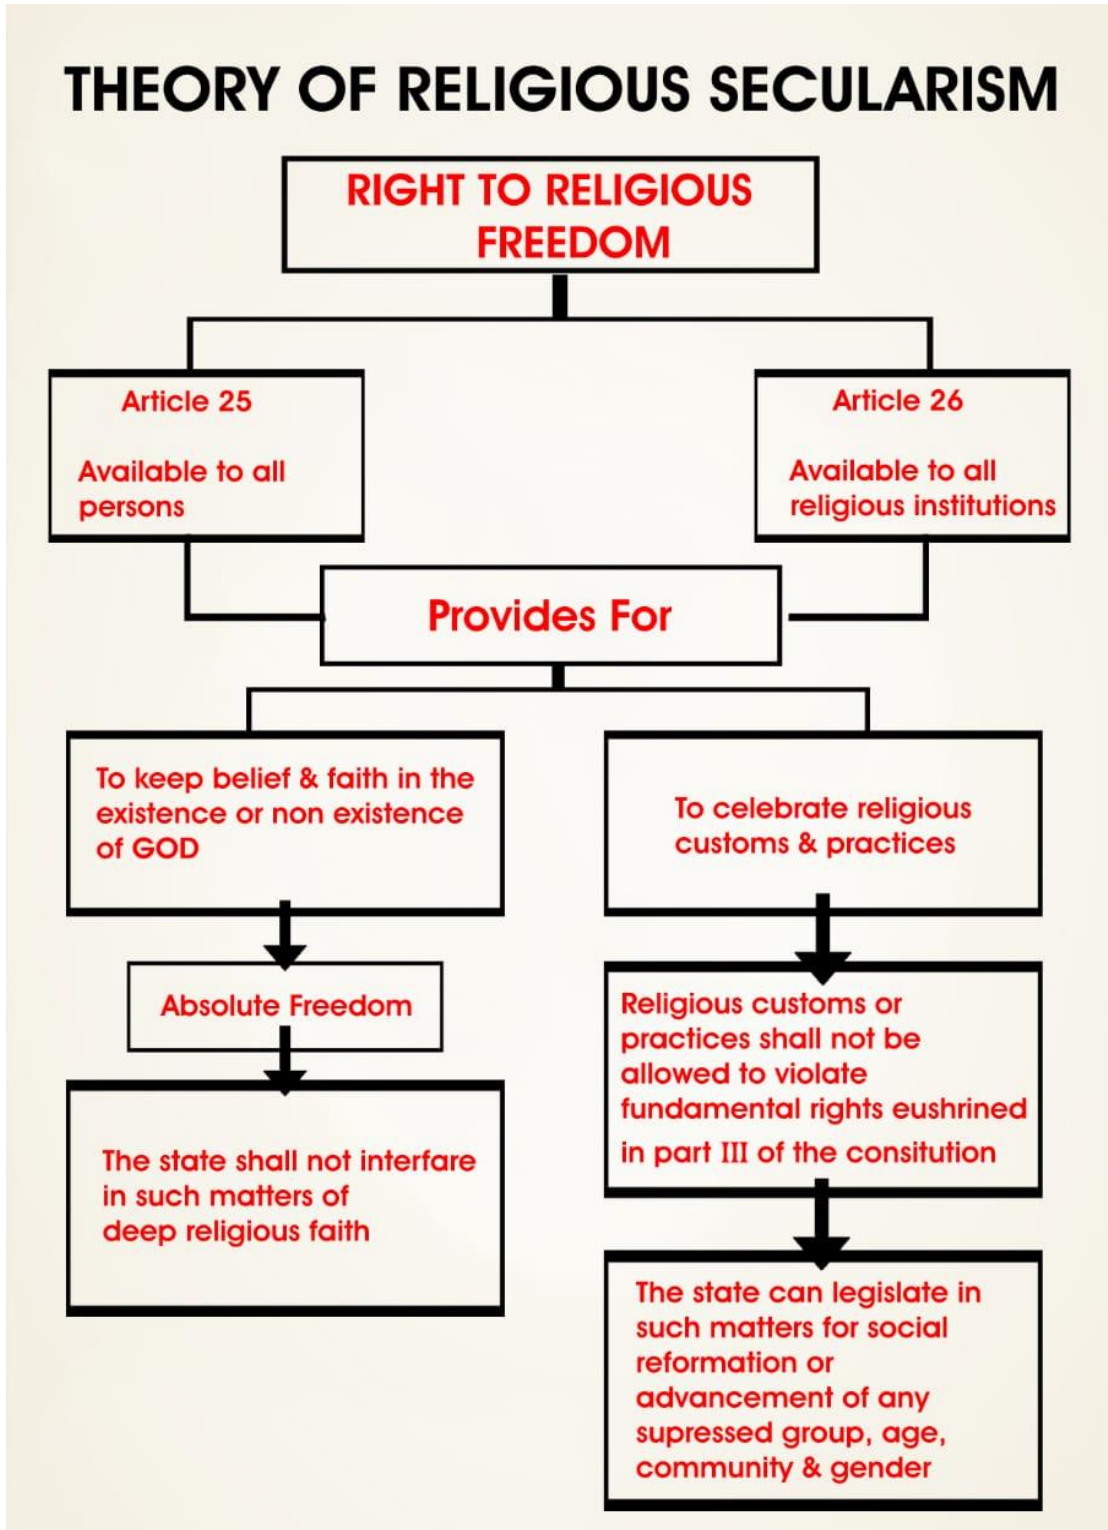 THEORY OF RELIGIOUS SECULARISM
RIGHT TO RELIGIOUS
FREEDOM
Article 25
Available to all
persons
Article 26
Available to all
religious institutions
Provides For
To keep belief & faith in the
existence or non existence
of GOD
Absolute Freedom
The state shall not interfare
in such matters of
deep religious faith
To celebrate religious
customs & practices
Religious customs or
practices shall not be
allowed to violate
fundamental rights eushrined
in part III of the consitution
The state can legislate in
such matters for social
reformation or
advancement of any
supressed group, age,
community & gender